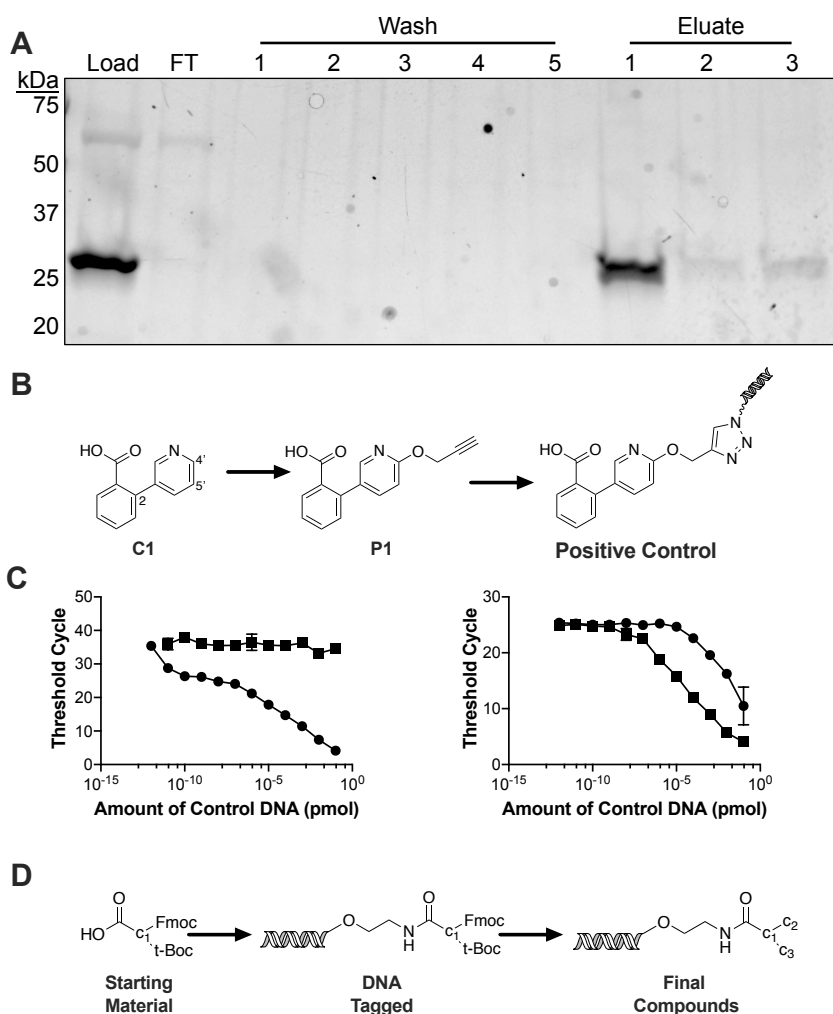 A
Wash
Eluate
kDa
Load FT 1 2 3 4 5 1 2 3
75
50
37
25
20
B
HO O N 4' 5' 2
C1
HO O N O
P1
HO O N O N N N
Positive Control
C
Threshold Cycle
50
40
30
20
10
0
10-15 10-10 10-5 100
Amount of Control DNA (pmol)
Threshold Cycle
30
20
10
0
10-15 10-10 10-5 100
Amount of Control DNA (pmol)
D
O
HO C1 Fmoc
t-Boc
Starting
Material
O
O NH C1 Fmoc
t-Boc
DNA
Tagged
O
O NH C1 C2
C3
Final
Compounds